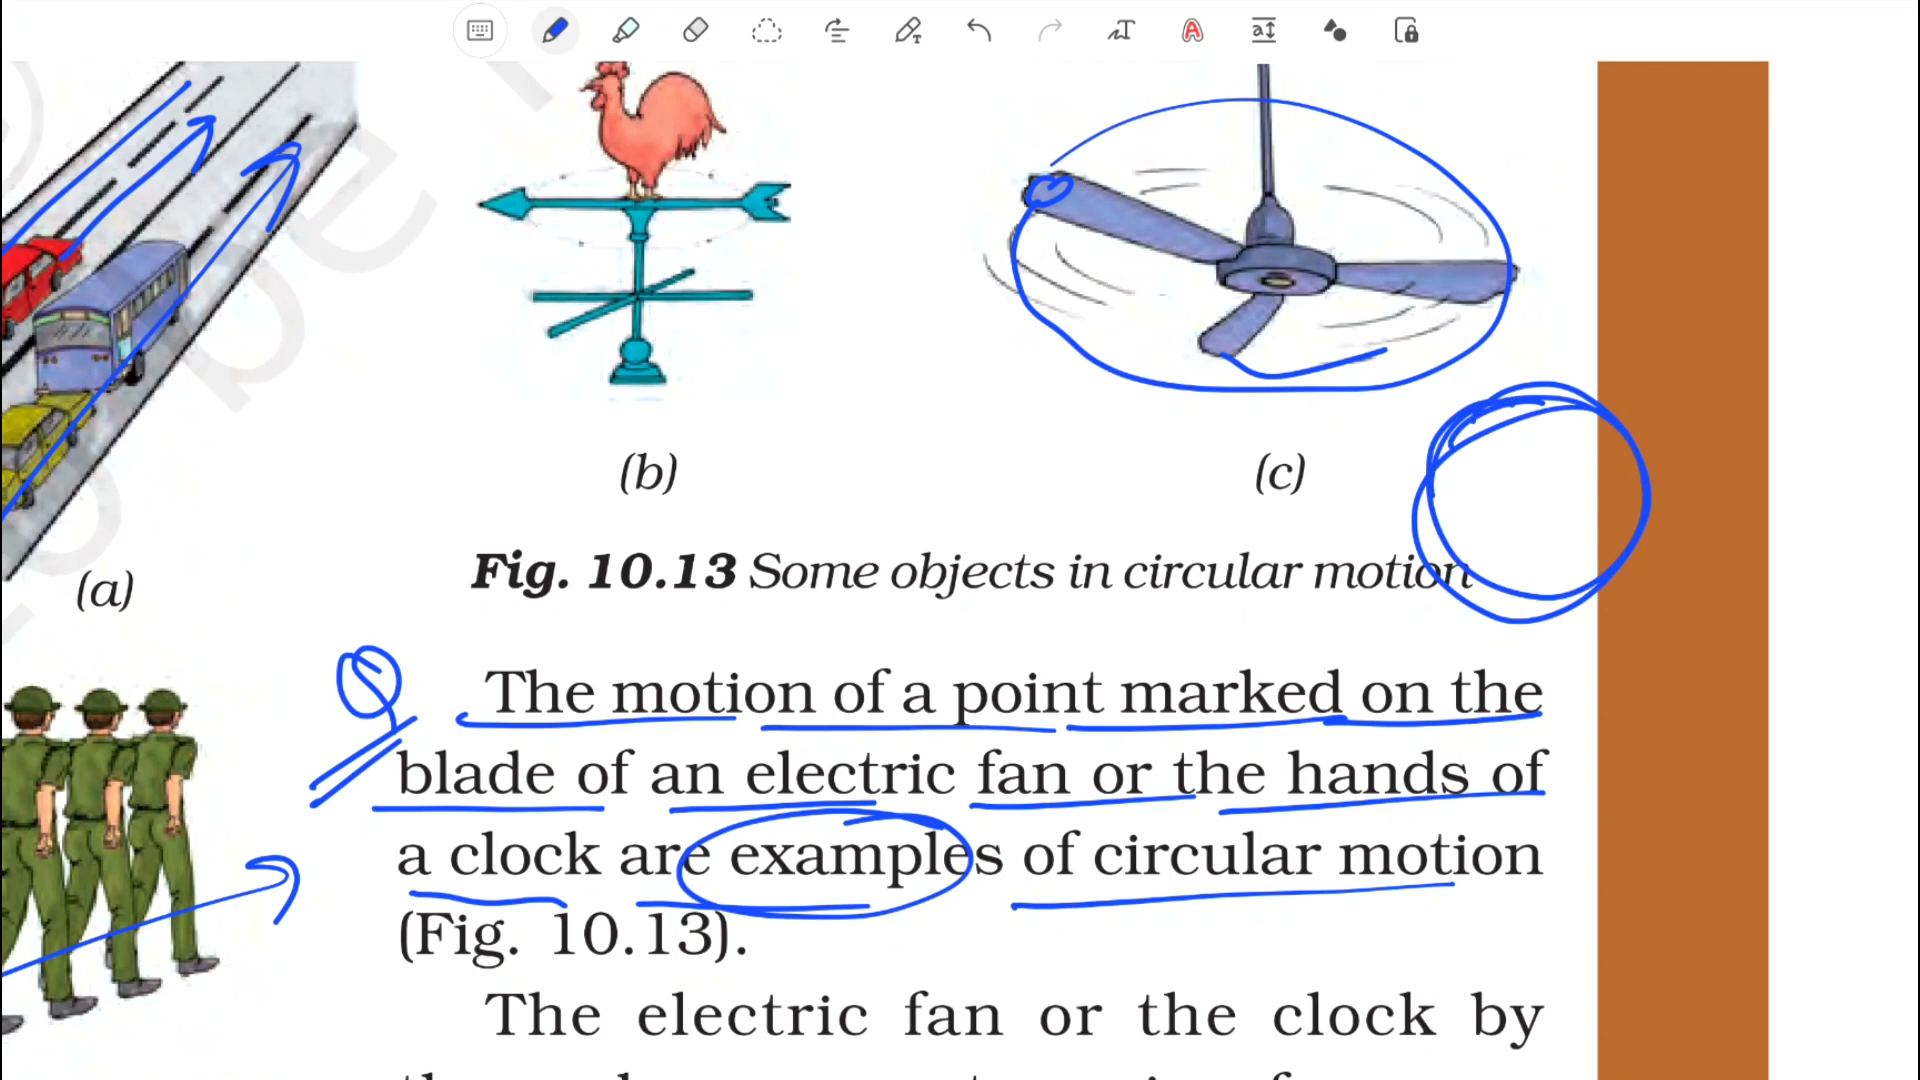 (b)
(c)
(a)
Fig. 10.13 Some objects in circular motion
Q
The motion of a point marked on the
blade of an electric fan or the hands of
a clock are examples of circular motion
(Fig. 10.13).
The electric fan or the clock by